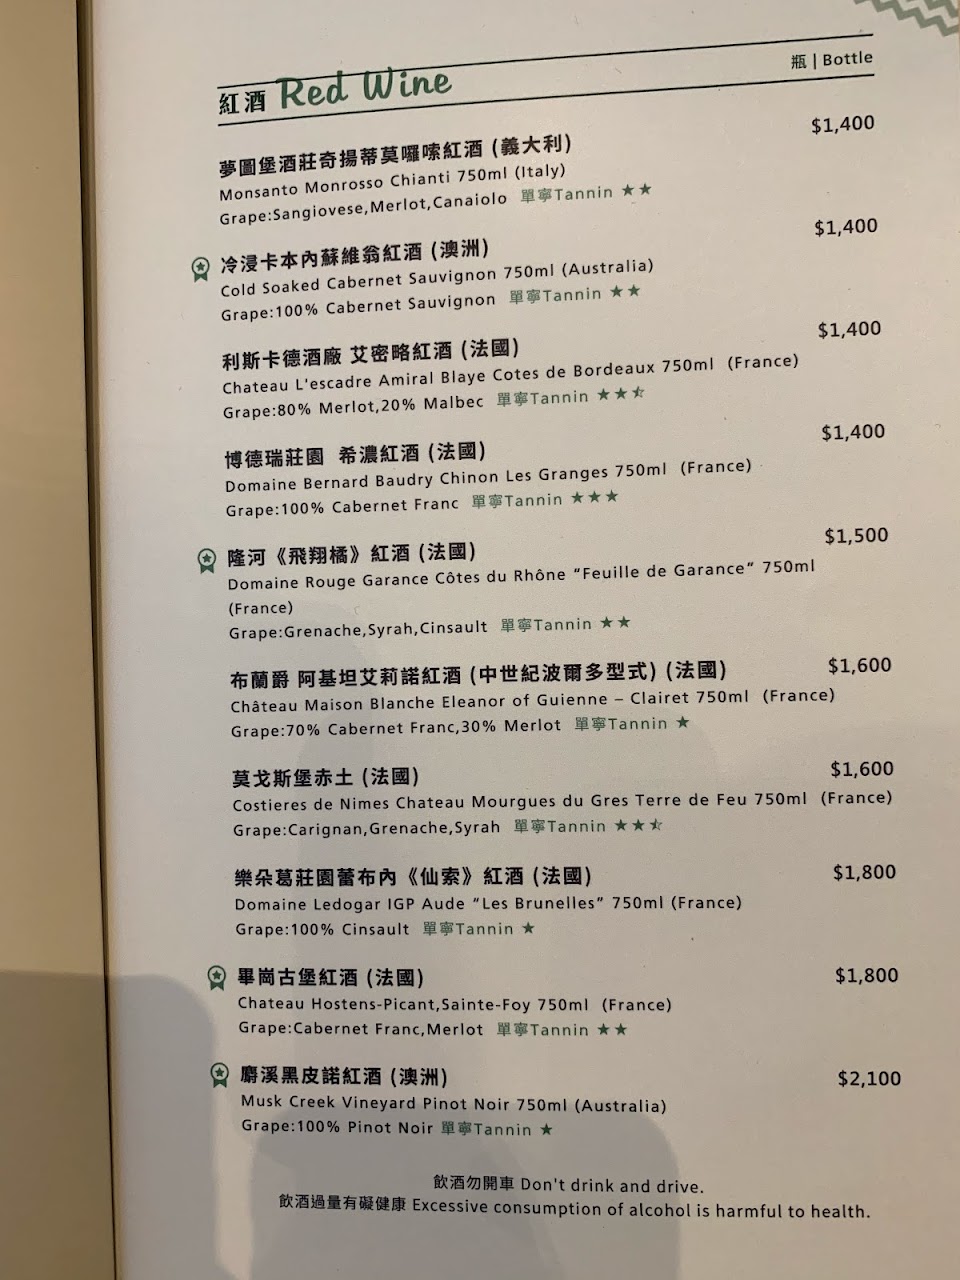 紅酒 Red Wine
瓶 | Bottle
夢圖堡酒莊奇揚蒂莫囉嗦紅酒 (義大利) $1,400
Monsanto Monrosso Chianti 750ml (Italy)
Grape:Sangiovese,Merlot,Canaiolo 單寧Tannin ★★
冷浸卡本內蘇維翁紅酒 (澳洲) $1,400
Cold Soaked Cabernet Sauvignon 750ml (Australia)
Grape:100% Cabernet Sauvignon 單寧Tannin ★★
利斯卡德酒廠 艾密略紅酒 (法國) $1,400
Chateau L'escadre Amiral Blaye Cotes de Bordeaux 750ml (France)
Grape:80% Merlot,20% Malbec 單寧Tannin ★★⯪
博德瑞莊園 希濃紅酒 (法國) $1,400
Domaine Bernard Baudry Chinon Les Granges 750ml (France)
Grape:100% Cabernet Franc 單寧Tannin ★★★
隆河《飛翔橘》紅酒 (法國) $1,500
Domaine Rouge Garance Côtes du Rhône “Feuille de Garance” 750ml
(France)
Grape:Grenache,Syrah,Cinsault 單寧Tannin ★★
布蘭爵 阿基坦艾莉諾紅酒 (中世紀波爾多型式) (法國) $1,600
Château Maison Blanche Eleanor of Guienne – Clairet 750ml (France)
Grape:70% Cabernet Franc,30% Merlot 單寧Tannin ★
莫戈斯堡赤土 (法國) $1,600
Costieres de Nimes Chateau Mourgues du Gres Terre de Feu 750ml (France)
Grape:Carignan,Grenache,Syrah 單寧Tannin ★★⯪
樂朵葛莊園蕾布內《仙索》紅酒 (法國) $1,800
Domaine Ledogar IGP Aude “Les Brunelles” 750ml (France)
Grape:100% Cinsault 單寧Tannin ★
畢崗古堡紅酒 (法國) $1,800
Chateau Hostens-Picant,Sainte-Foy 750ml (France)
Grape:Cabernet Franc,Merlot 單寧Tannin ★★
麝溪黑皮諾紅酒 (澳洲) $2,100
Musk Creek Vineyard Pinot Noir 750ml (Australia)
Grape:100% Pinot Noir 單寧Tannin ★
飲酒勿開車 Don't drink and drive.
飲酒過量有礙健康 Excessive consumption of alcohol is harmful to health.